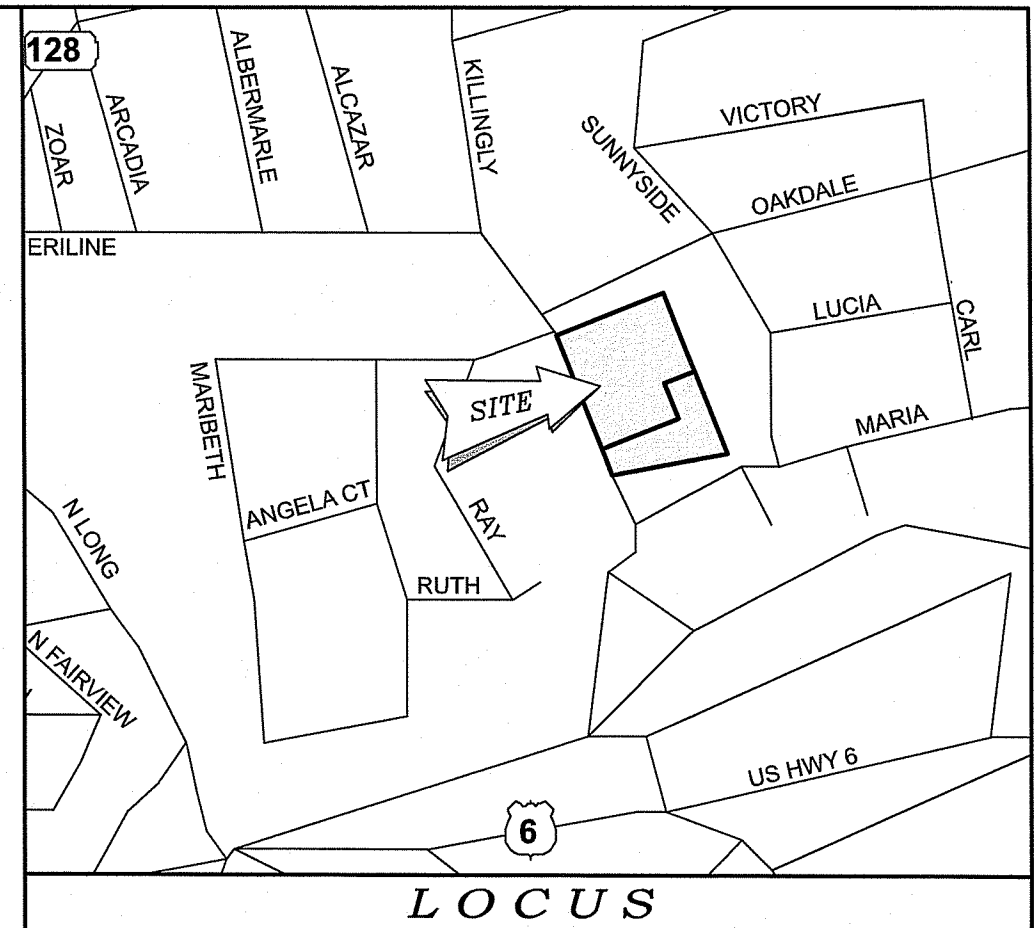 128
ZOAR
ARCADIA
ALBERMARLE
ALCAZAR
KILLINGLY
SUNNYSIDE
VICTORY
OAKDALE
ERILINE
LUCIA
CARL
MARIBETH
SITE
MARIA
ANGELA CT
RAY
N LONG
RUTH
N FAIRVIEW
US HWY 6
6
LOCUS